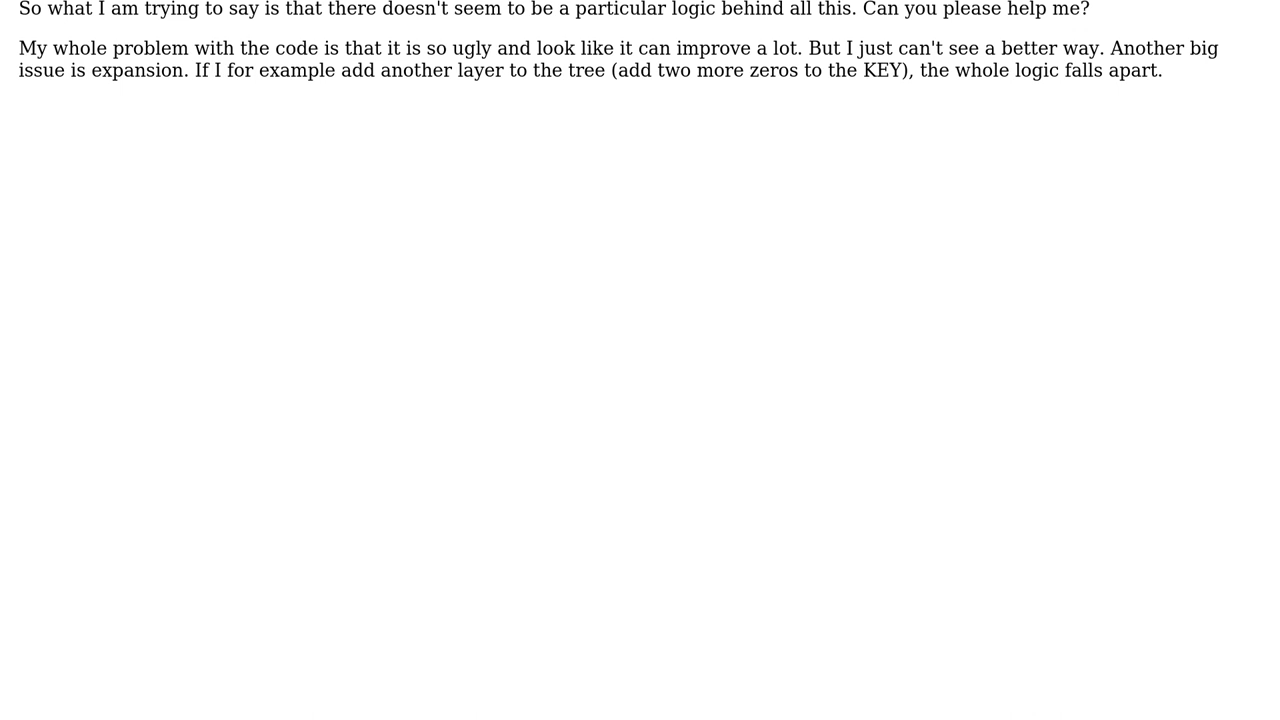 So what I am trying to say is that there doesn't seem to be a particular logic behind all this. Can you please help me?
My whole problem with the code is that it is so ugly and look like it can improve a lot. But I just can't see a better way. Another big
issue is expansion. If I for example add another layer to the tree (add two more zeros to the KEY), the whole logic falls apart.